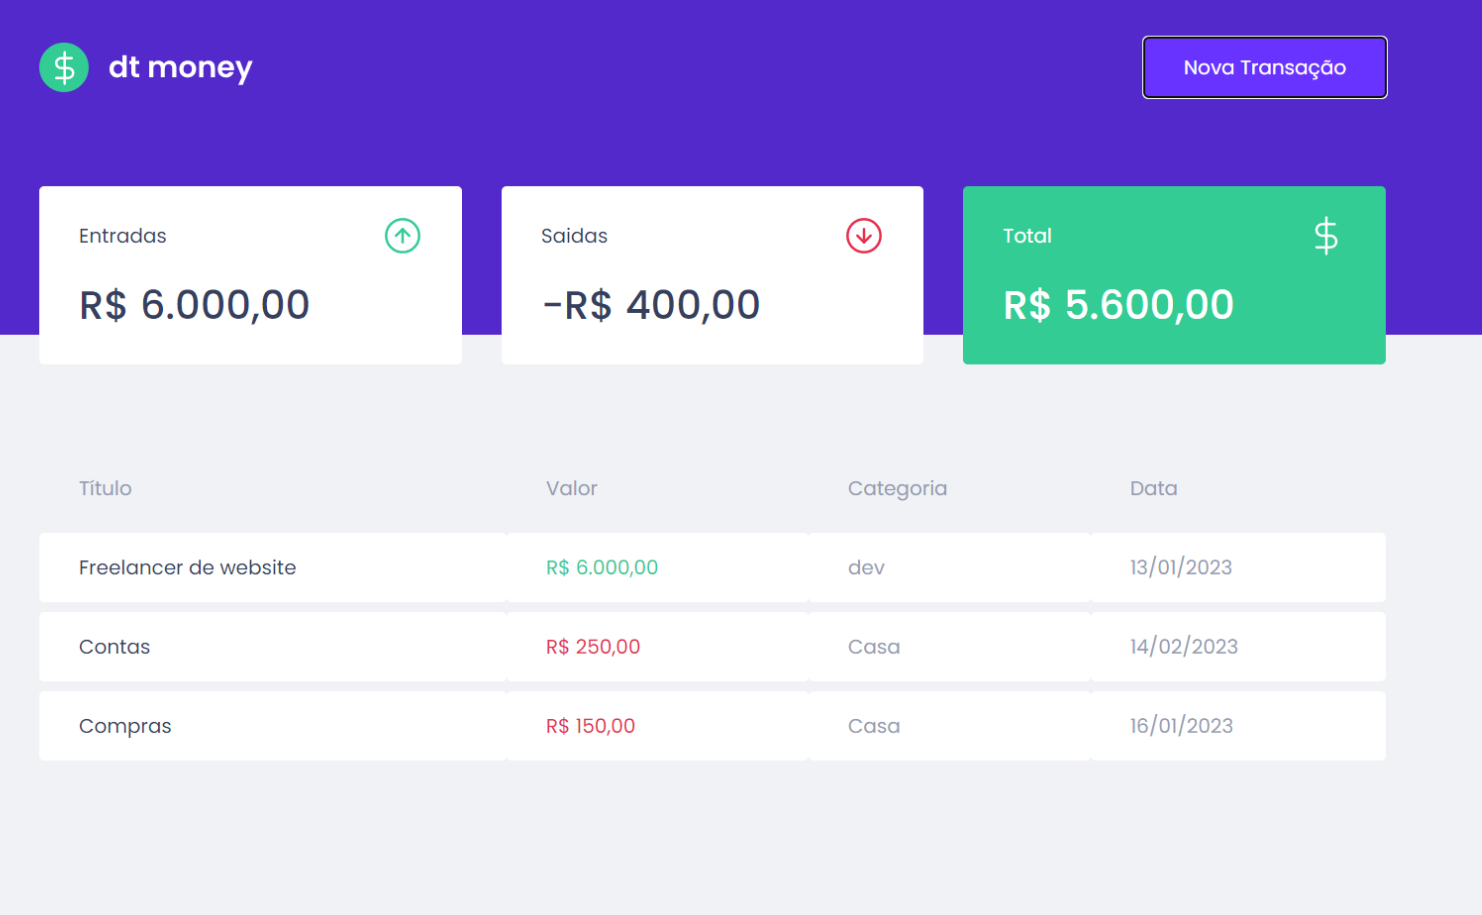 dt money
Nova Transação
Entradas
R$ 6.000,00
Saidas
-R$ 400,00
Total
R$ 5.600,00
Título Valor Categoria Data
Freelancer de website R$ 6.000,00 dev 13/01/2023
Contas R$ 250,00 Casa 14/02/2023
Compras R$ 150,00 Casa 16/01/2023